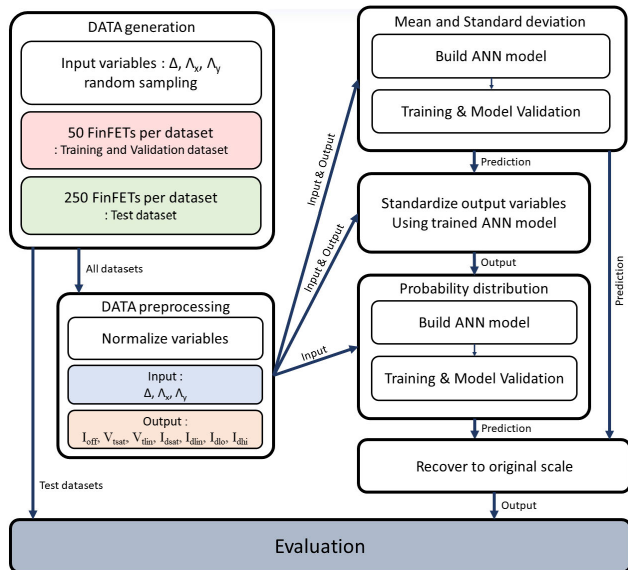 DATA generation
Input variables : Δ, Λx, Λy
random sampling
50 FinFETs per dataset
: Training and Validation dataset
250 FinFETs per dataset
: Test dataset
All datasets
DATA preprocessing
Normalize variables
Input :
Δ, Λx, Λy
Output :
Ioff, Vtsat, Vtlin, Idsat, Idlin, Idlo, Idhi
Test datasets
Input & Output
Input & Output
Input
Mean and Standard deviation
Build ANN model
Training & Model Validation
Prediction
Standardize output variables
Using trained ANN model
Output
Prediction
Probability distribution
Build ANN model
Training & Model Validation
Prediction
Recover to original scale
Output
Evaluation